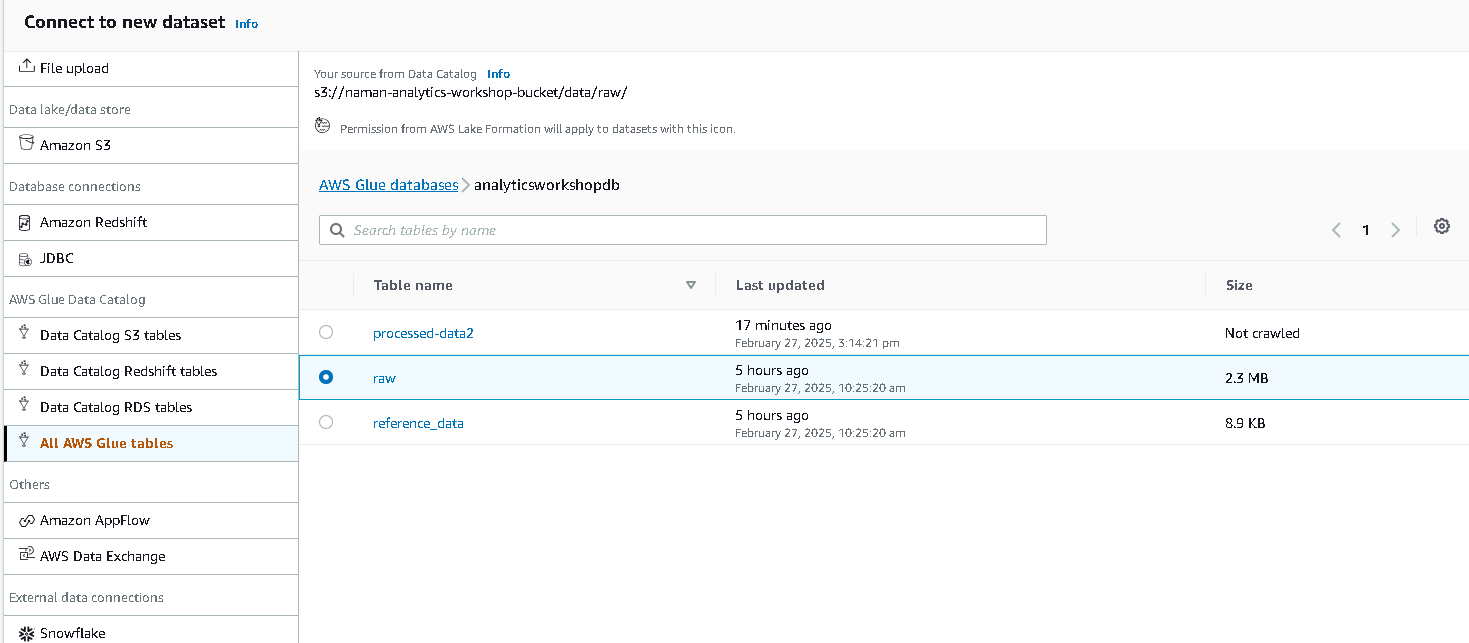 Connect to new dataset Info
File upload
Data lake/data store
Amazon S3
Database connections
Amazon Redshift
JDBC
AWS Glue Data Catalog
Data Catalog S3 tables
Data Catalog Redshift tables
Data Catalog RDS tables
All AWS Glue tables
Others
Amazon AppFlow
AWS Data Exchange
External data connections
Snowflake
Your source from Data Catalog Info
s3://naman-analytics-workshop-bucket/data/raw/
Permission from AWS Lake Formation will apply to datasets with this icon.
AWS Glue databases > analyticsworkshopdb
Search tables by name
1
Table name Last updated Size
processed-data2 17 minutes ago Not crawled
February 27, 2025, 3:14:21 pm
raw 5 hours ago 2.3 MB
February 27, 2025, 10:25:20 am
reference_data 5 hours ago 8.9 KB
February 27, 2025, 10:25:20 am